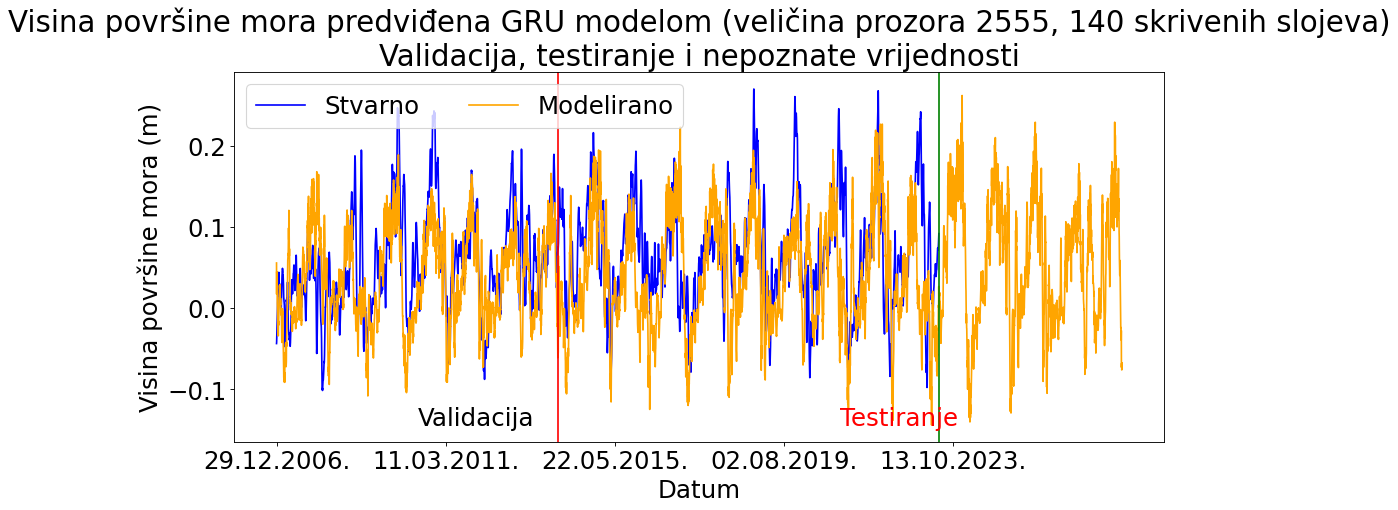 Visina površine mora predviđena GRU modelom (veličina prozora 2555, 140 skrivenih slojeva)
Validacija, testiranje i nepoznate vrijednosti
Stvarno
Modelirano
Visina površine mora (m)
0.2
0.1
0.0
−0.1
Validacija
Testiranje
29.12.2006.
11.03.2011.
22.05.2015.
02.08.2019.
13.10.2023.
Datum